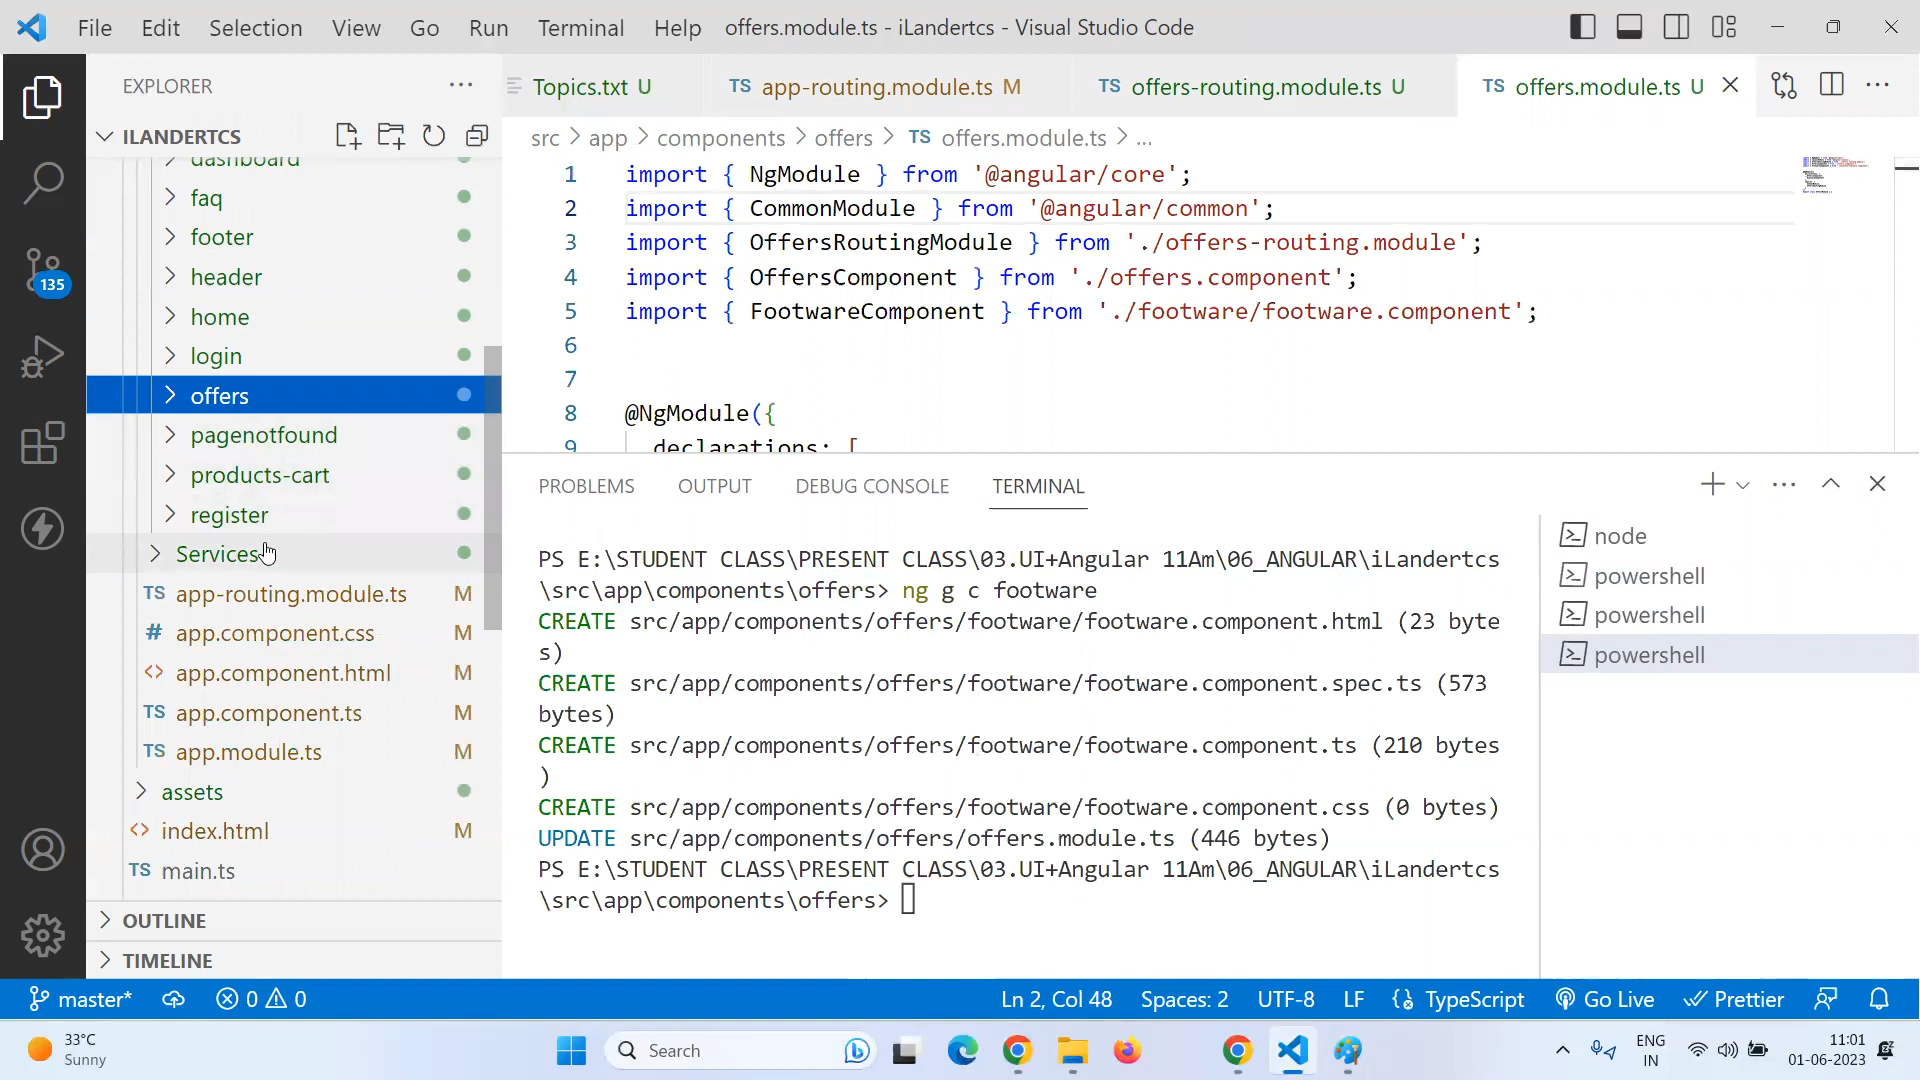 File Edit Selection View Go Run Terminal Help offers.module.ts - iLandertcs - Visual Studio Code
EXPLORER
ILANDERTCS
dashboard
faq
footer
header
home
login
offers
pagenotfound
products-cart
register
Services
TS app-routing.module.ts M
# app.component.css M
<> app.component.html M
TS app.component.ts M
TS app.module.ts M
assets
<> index.html M
TS main.ts
OUTLINE
TIMELINE
135
Topics.txt U TS app-routing.module.ts M TS offers-routing.module.ts U TS offers.module.ts U
src > app > components > offers > TS offers.module.ts > ...
1 import { NgModule } from '@angular/core';
2 import { CommonModule } from '@angular/common';
3 import { OffersRoutingModule } from './offers-routing.module';
4 import { OffersComponent } from './offers.component';
5 import { FootwareComponent } from './footware/footware.component';
6
7
8 @NgModule({
9 declarations: [
PROBLEMS OUTPUT DEBUG CONSOLE TERMINAL
PS E:\STUDENT CLASS\PRESENT CLASS\03.UI+Angular 11Am\06_ANGULAR\iLandertcs
\src\app\components\offers> ng g c footware
CREATE src/app/components/offers/footware/footware.component.html (23 byte
s)
CREATE src/app/components/offers/footware/footware.component.spec.ts (573
bytes)
CREATE src/app/components/offers/footware/footware.component.ts (210 bytes
)
CREATE src/app/components/offers/footware/footware.component.css (0 bytes)
UPDATE src/app/components/offers/offers.module.ts (446 bytes)
PS E:\STUDENT CLASS\PRESENT CLASS\03.UI+Angular 11Am\06_ANGULAR\iLandertcs
\src\app\components\offers>
node
powershell
powershell
powershell
master* 0 0 Ln 2, Col 48 Spaces: 2 UTF-8 LF TypeScript Go Live Prettier
33°C
Sunny
Search
ENG
IN
11:01
01-06-2023